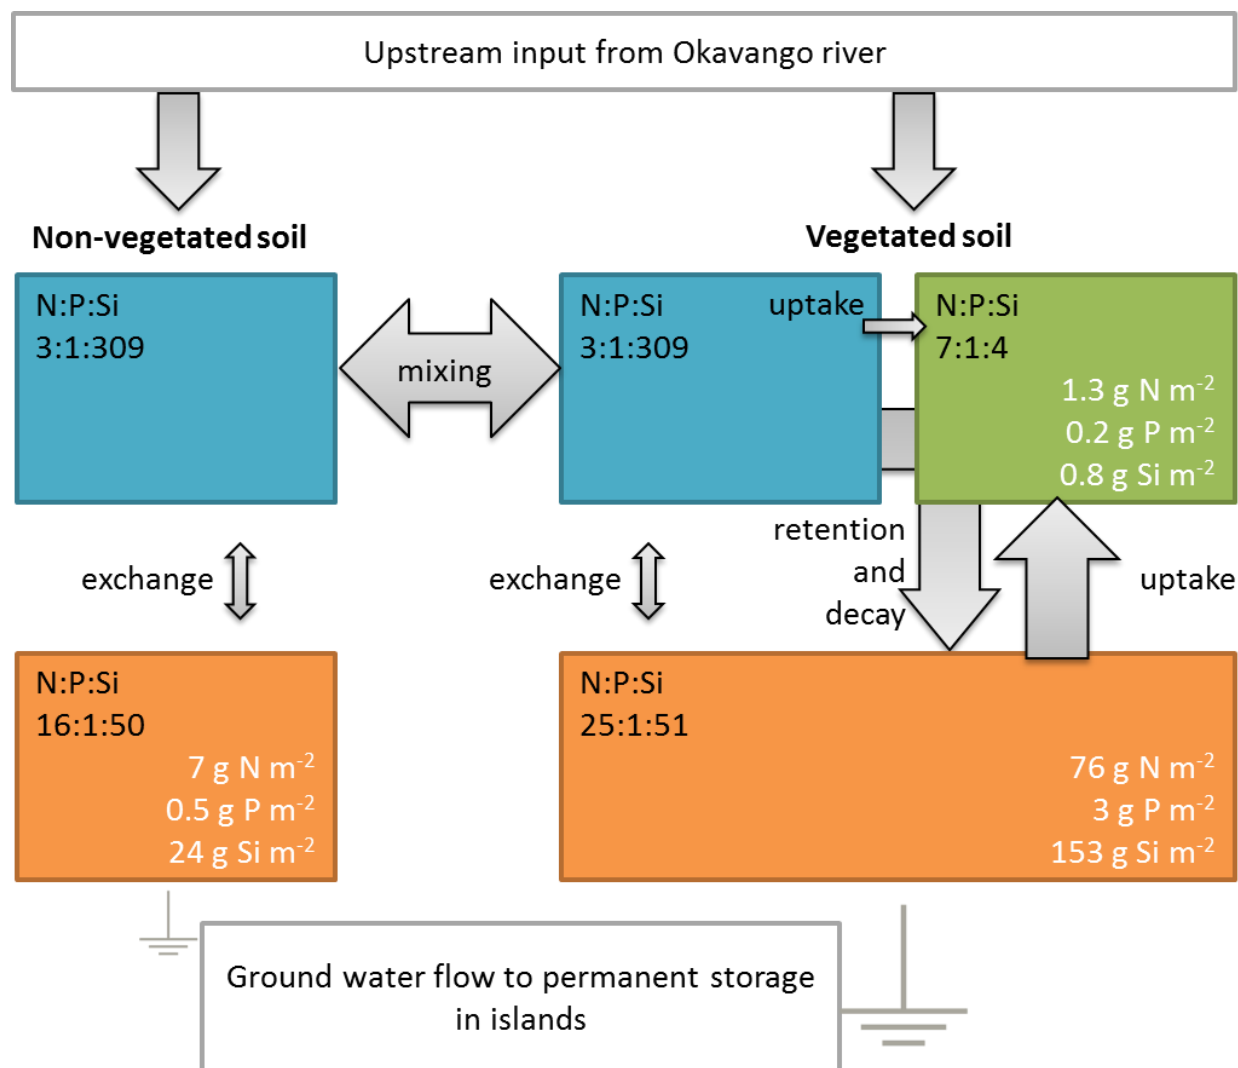 Upstream input from Okavango river
Non-vegetated soil
Vegetated soil
N:P:Si
3:1:309
mixing
N:P:Si
3:1:309
uptake
N:P:Si
7:1:4
1.3 g N m⁻²
0.2 g P m⁻²
0.8 g Si m⁻²
exchange
exchange
retention
and
decay
uptake
N:P:Si
16:1:50
7 g N m⁻²
0.5 g P m⁻²
24 g Si m⁻²
N:P:Si
25:1:51
76 g N m⁻²
3 g P m⁻²
153 g Si m⁻²
Ground water flow to permanent storage
in islands